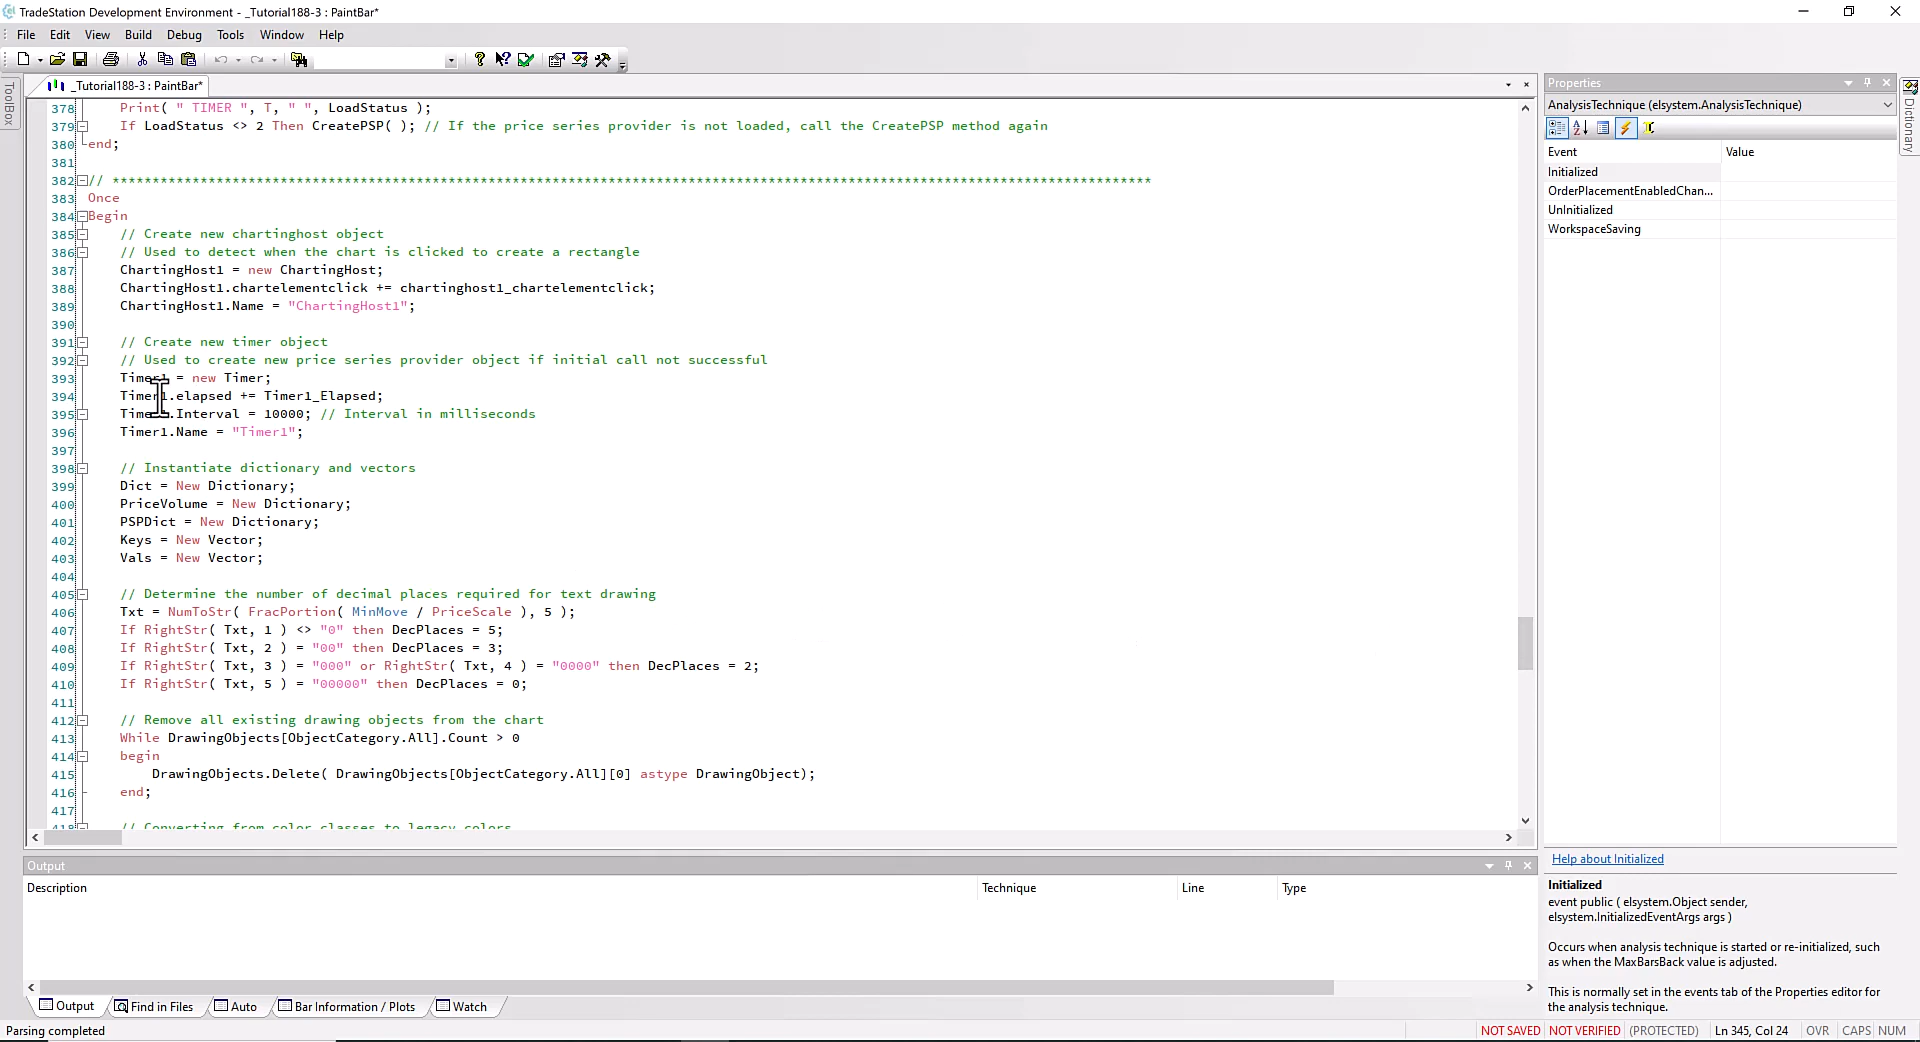 TradeStation Development Environment - _Tutorial188-3 : PaintBar*
File Edit View Build Debug Tools Window Help
_Tutorial188-3 : PaintBar*
ToolBox
378 Print( " TIMER ", T, " ", LoadStatus );
379 If LoadStatus <> 2 Then CreatePSP( ); // If the price series provider is not loaded, call the CreatePSP method again
380 end;
381
382 // **********************************************************************************************************************************
383 Once
384 Begin
385 // Create new chartinghost object
386 // Used to detect when the chart is clicked to create a rectangle
387 ChartingHost1 = new ChartingHost;
388 ChartingHost1.chartelementclick += chartinghost1_chartelementclick;
389 ChartingHost1.Name = "ChartingHost1";
390
391 // Create new timer object
392 // Used to create new price series provider object if initial call not successful
393 Timer1 = new Timer;
394 Timer1.elapsed += Timer1_Elapsed;
395 Timer1.Interval = 10000; // Interval in milliseconds
396 Timer1.Name = "Timer1";
397
398 // Instantiate dictionary and vectors
399 Dict = New Dictionary;
400 PriceVolume = New Dictionary;
401 PSPDict = New Dictionary;
402 Keys = New Vector;
403 Vals = New Vector;
404
405 // Determine the number of decimal places required for text drawing
406 Txt = NumToStr( FracPortion( MinMove / PriceScale ), 5 );
407 If RightStr( Txt, 1 ) <> "0" then DecPlaces = 5;
408 If RightStr( Txt, 2 ) = "00" then DecPlaces = 3;
409 If RightStr( Txt, 3 ) = "000" or RightStr( Txt, 4 ) = "0000" then DecPlaces = 2;
410 If RightStr( Txt, 5 ) = "00000" then DecPlaces = 0;
411
412 // Remove all existing drawing objects from the chart
413 While DrawingObjects[ObjectCategory.All].Count > 0
414 begin
415 DrawingObjects.Delete( DrawingObjects[ObjectCategory.All][0] astype DrawingObject);
416 end;
417
418 // Converting from color classes to legacy colors
Output
Description Technique Line Type
Output Find in Files Auto Bar Information / Plots Watch
Parsing completed
Properties
AnalysisTechnique (elsystem.AnalysisTechnique)
Event Value
Initialized
OrderPlacementEnabledChan...
UnInitialized
WorkspaceSaving
Help about Initialized
Initialized
event public ( elsystem.Object sender,
elsystem.InitializedEventArgs args )
Occurs when analysis technique is started or re-initialized, such
as when the MaxBarsBack value is adjusted.
This is normally set in the events tab of the Properties editor for
the analysis technique.
Dictionary
NOT SAVED NOT VERIFIED (PROTECTED) Ln 345, Col 24 OVR CAPS NUM